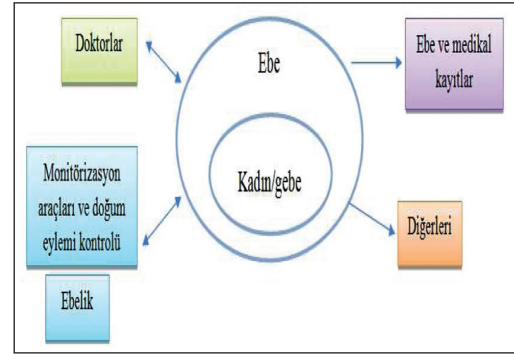 Doktorlar
Ebe
Ebe ve medikal
kayıtlar
Kadın/gebe
Monitörizasyon
araçları ve doğum
eylemi kontrolü
Diğerleri
Ebelik